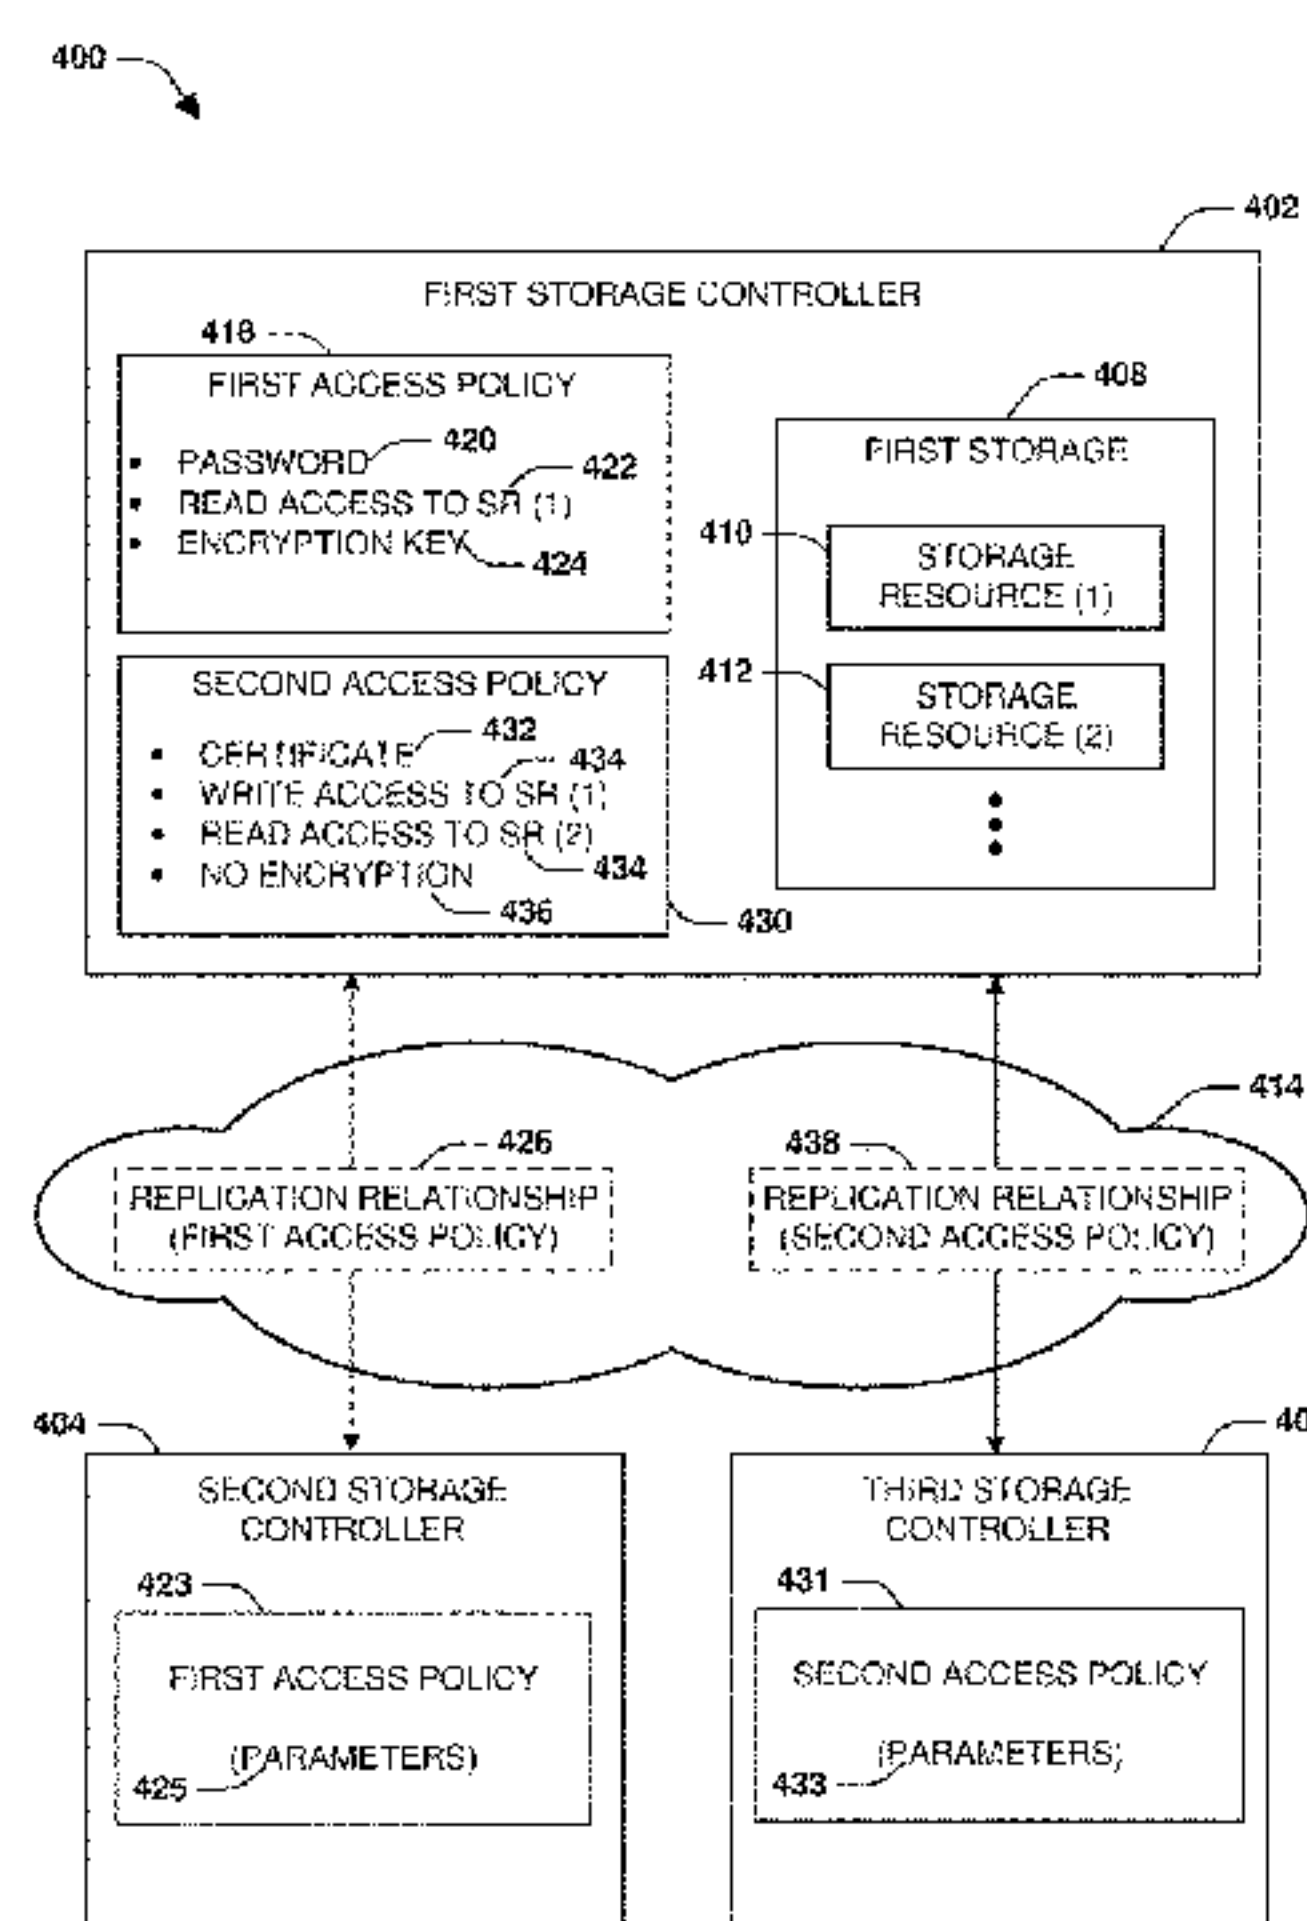 400
402
FIRST STORAGE CONTROLLER
418
FIRST ACCESS POLICY
420
• PASSWORD
422
• READ ACCESS TO SR (1)
• ENCRYPTION KEY
424
408
FIRST STORAGE
410
STORAGE
RESOURCE (1)
412
STORAGE
RESOURCE (2)
SECOND ACCESS POLICY
432
• CERTIFICATE
434
• WRITE ACCESS TO SR (1)
• READ ACCESS TO SR (2)
434
• NO ENCRYPTION
436
430
414
426
REPLICATION RELATIONSHIP
(FIRST ACCESS POLICY)
438
REPLICATION RELATIONSHIP
(SECOND ACCESS POLICY)
404
SECOND STORAGE
CONTROLLER
423
FIRST ACCESS POLICY
(PARAMETERS)
425
40
THIRD STORAGE
CONTROLLER
431
SECOND ACCESS POLICY
(PARAMETERS)
433